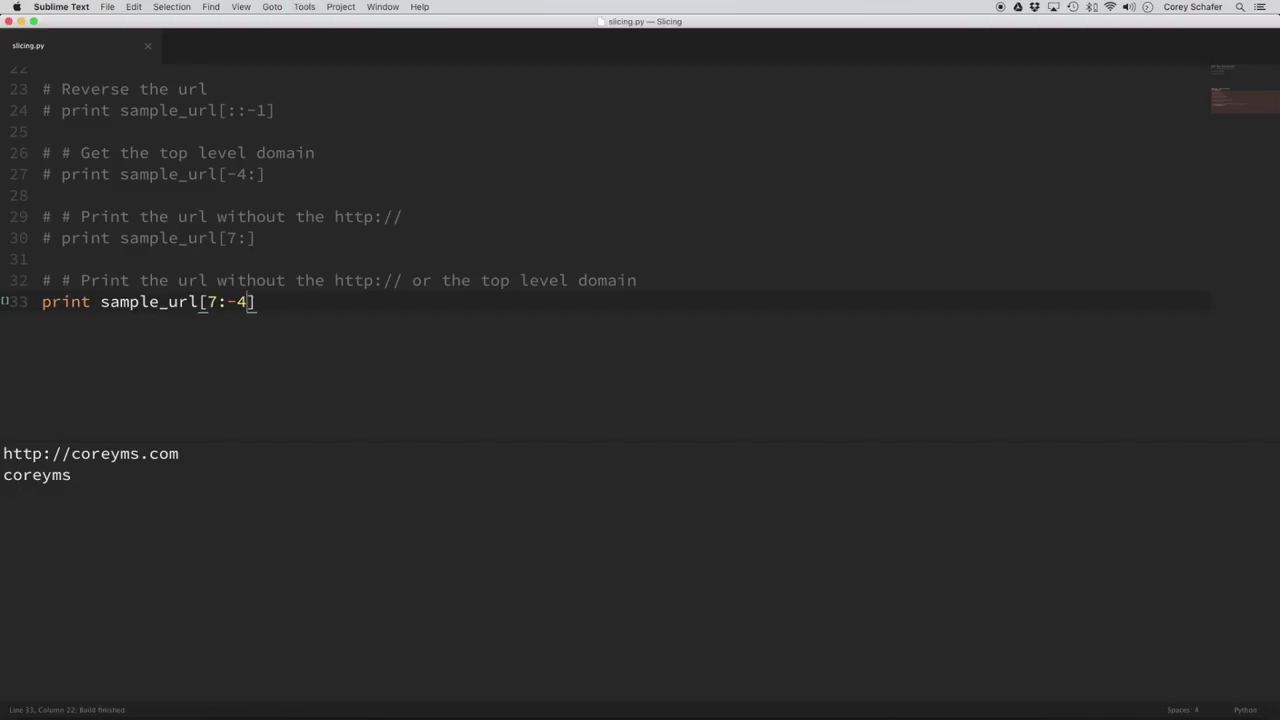 Sublime Text File Edit Selection Find View Goto Tools Project Window Help Corey Schafer
slicing.py — Slicing
slicing.py
22
23 # Reverse the url
24 # print sample_url[::-1]
25
26 # # Get the top level domain
27 # print sample_url[-4:]
28
29 # # Print the url without the http://
30 # print sample_url[7:]
31
32 # # Print the url without the http:// or the top level domain
33 print sample_url[7:-4]
http://coreyms.com
coreyms
Line 33, Column 22, Build finished Spaces: 4 Python